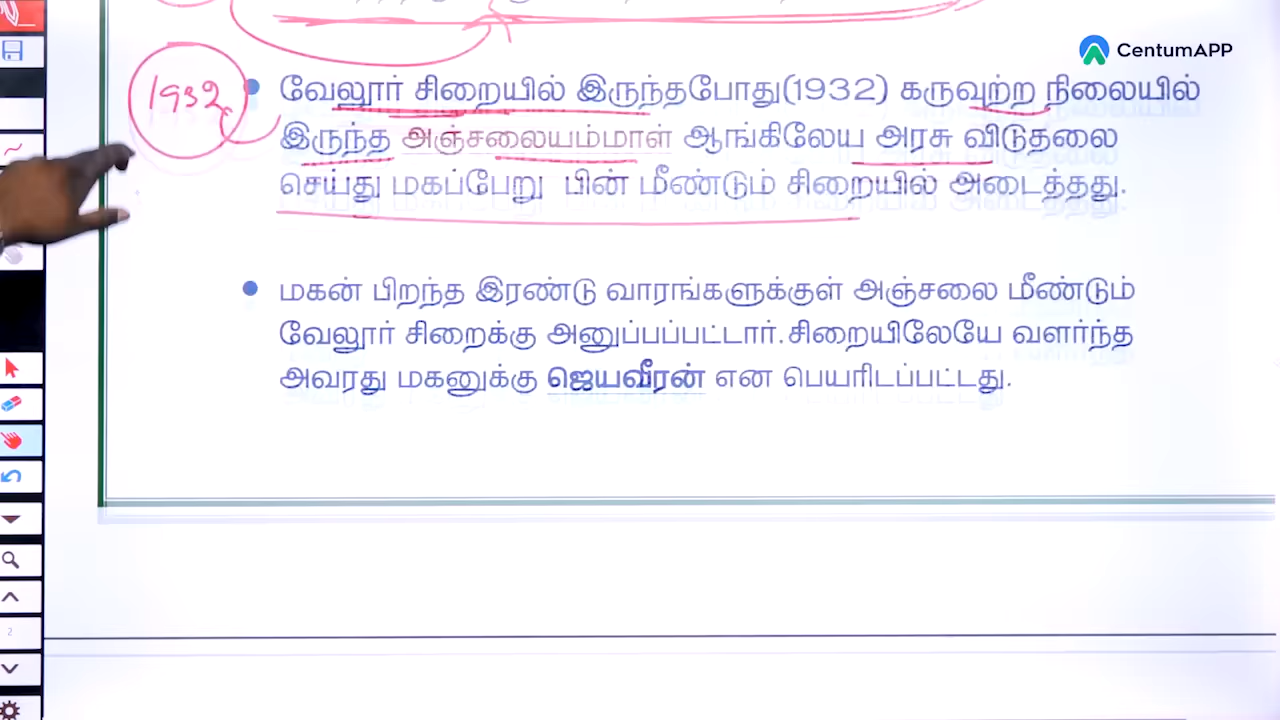 CentumAPP
1932
வேலூர் சிறையில் இருந்தபோது(1932) கருவுற்ற நிலையில்
இருந்த அஞ்சலையம்மாள் ஆங்கிலேய அரசு விடுதலை
செய்து மகப்பேறு பின் மீண்டும் சிறையில் அடைத்தது.
மகன் பிறந்த இரண்டு வாரங்களுக்குள் அஞ்சலை மீண்டும்
வேலூர் சிறைக்கு அனுப்பப்பட்டார்.சிறையிலேயே வளர்ந்த
அவரது மகனுக்கு ஜெயவீரன் என பெயரிடப்பட்டது.
2